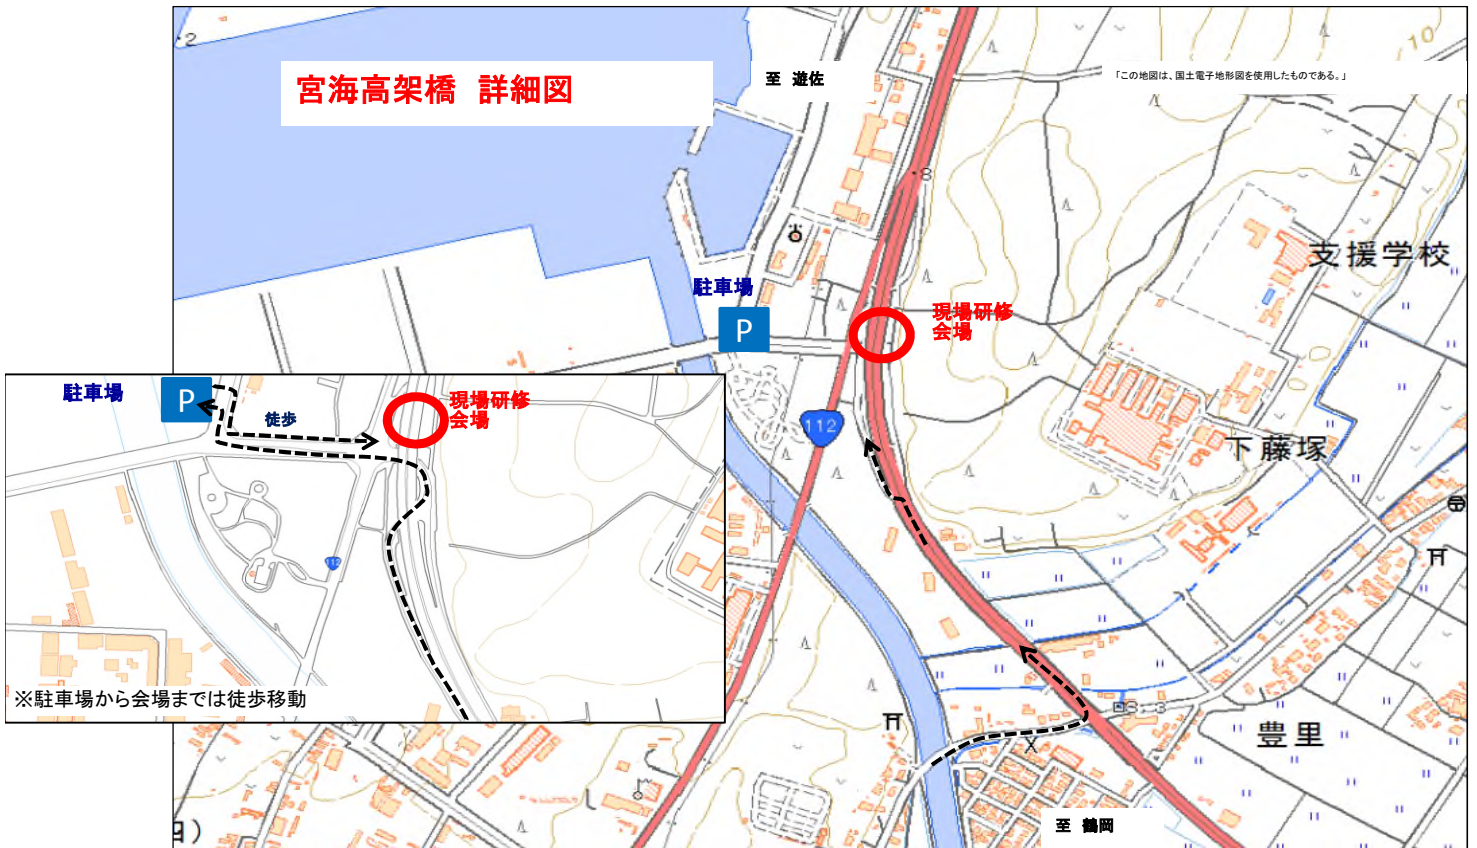 2
宮海高架橋 詳細図
至 遊佐
「この地図は、国土電子地形図を使用したものである。」
10
8
支援学校
駐車場
P
現場研修
会場
駐車場
P
徒歩
現場研修
会場
112
下藤塚
112
※駐車場から会場までは徒歩移動
豊里
至 鶴岡